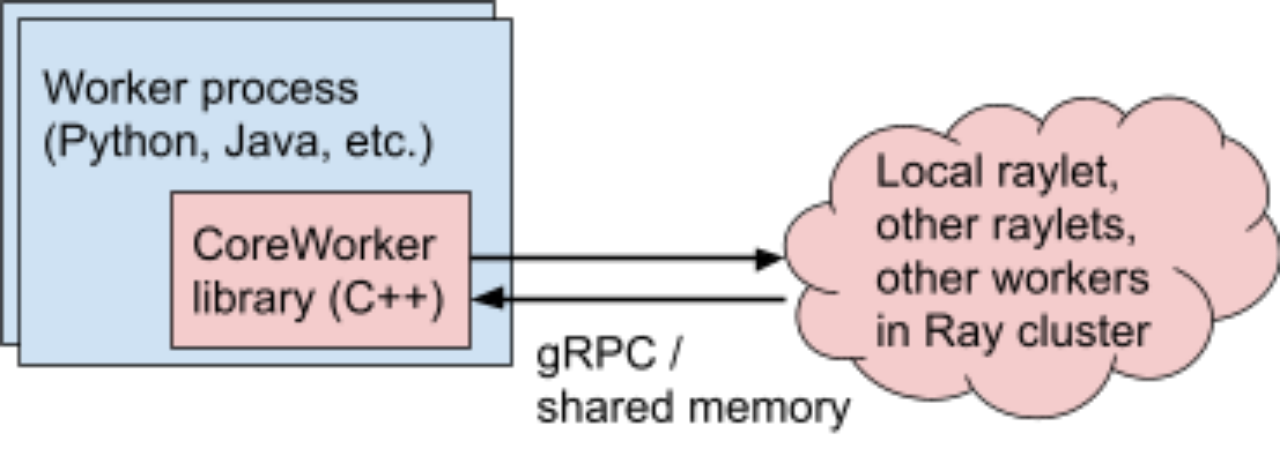 Worker process
(Python, Java, etc.)
CoreWorker
library (C++)
gRPC /
shared memory
Local raylet,
other raylets,
other workers
in Ray cluster